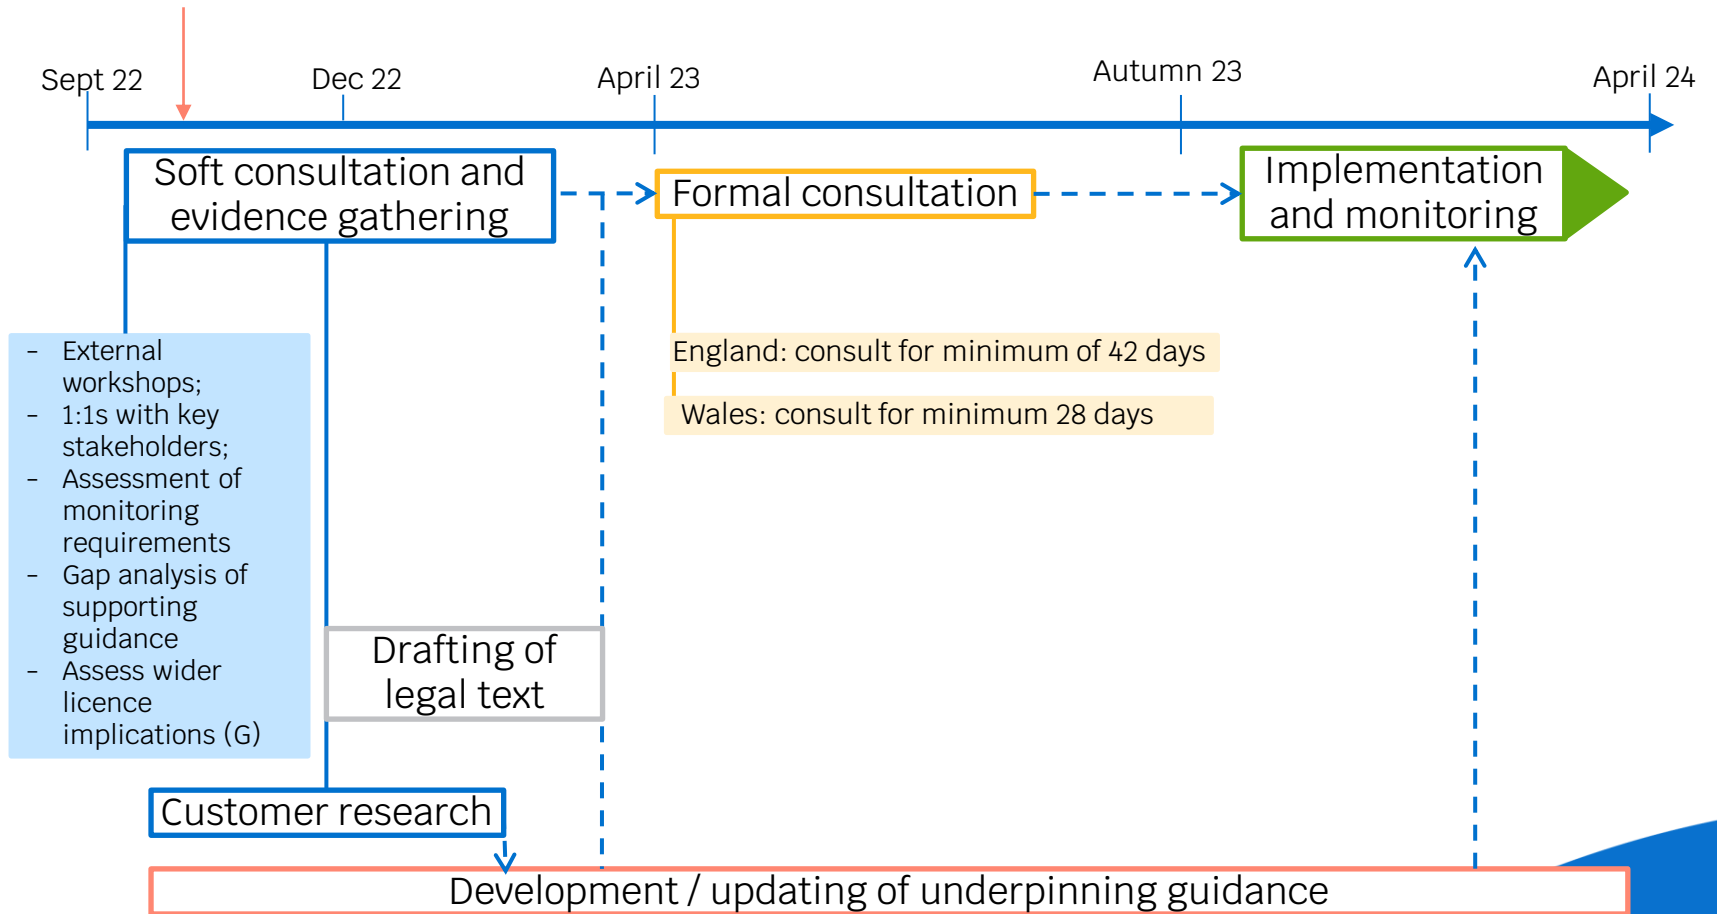 Sept 22
Dec 22
April 23
Autumn 23
April 24
Soft consultation and
evidence gathering
Formal consultation
Implementation
and monitoring
- External
workshops;
- 1:1s with key
stakeholders;
- Assessment of
monitoring
requirements
- Gap analysis of
supporting
guidance
- Assess wider
licence
implications (G)
England: consult for minimum of 42 days
Wales: consult for minimum 28 days
Drafting of
legal text
Customer research
Development / updating of underpinning guidance